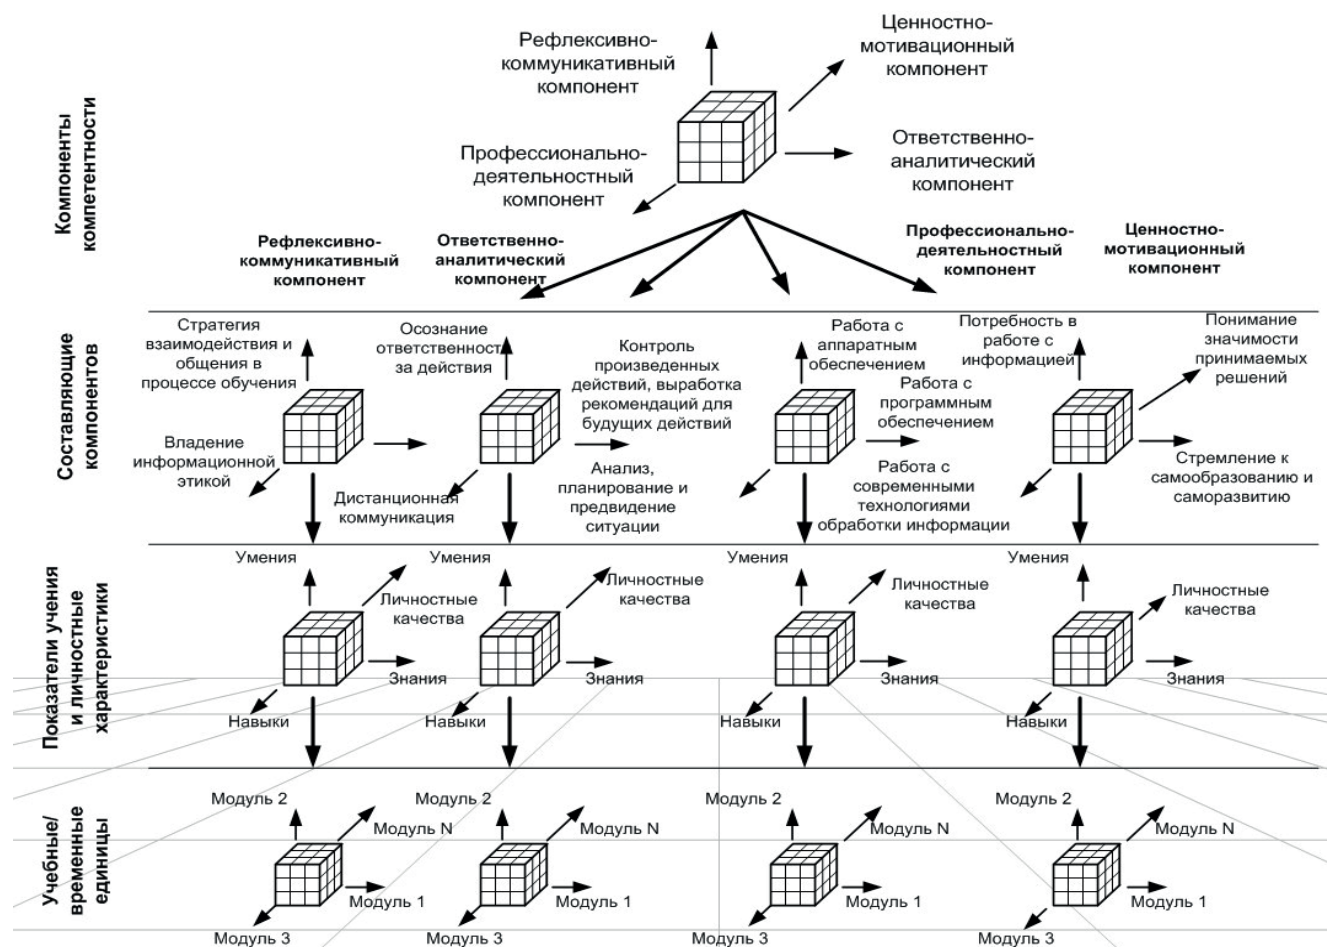 Компоненты
компетентности
Рефлексивно-
коммуникативный
компонент
Ценностно-
мотивационный
компонент
Профессионально-
деятельностный
компонент
Ответственно-
аналитический
компонент
Рефлексивно-
коммуникативный
компонент
Ответственно-
аналитический
компонент
Профессионально-
деятельностный
компонент
Ценностно-
мотивационный
компонент
Составляющие
компонентов
Стратегия
взаимодействия и
общения в
процессе обучения
Владение
информационной
этикой
Дистанционная
коммуникация
Осознание
ответственност
за действия
Контроль
произведенных
действий, выработка
рекомендаций для
будущих действий
Анализ,
планирование и
предвидение
ситуации
Работа с
аппаратным
обеспечением
Работа с
программным
обеспечением
Работа с
современными
технологиями
обработки информации
Потребность в
работе с
информацией
Понимание
значимости
принимаемых
решений
Стремление к
самообразованию и
саморазвитию
Показатели учения
и личностные
характеристики
Умения
Личностные
качества
Знания
Навыки
Умения
Личностные
качества
Знания
Навыки
Умения
Личностные
качества
Знания
Навыки
Умения
Личностные
качества
Знания
Навыки
Учебные/
временные
единицы
Модуль 2
Модуль N
Модуль 1
Модуль 3
Модуль 2
Модуль N
Модуль 1
Модуль 3
Модуль 2
Модуль N
Модуль 1
Модуль 3
Модуль 2
Модуль N
Модуль 1
Модуль 3